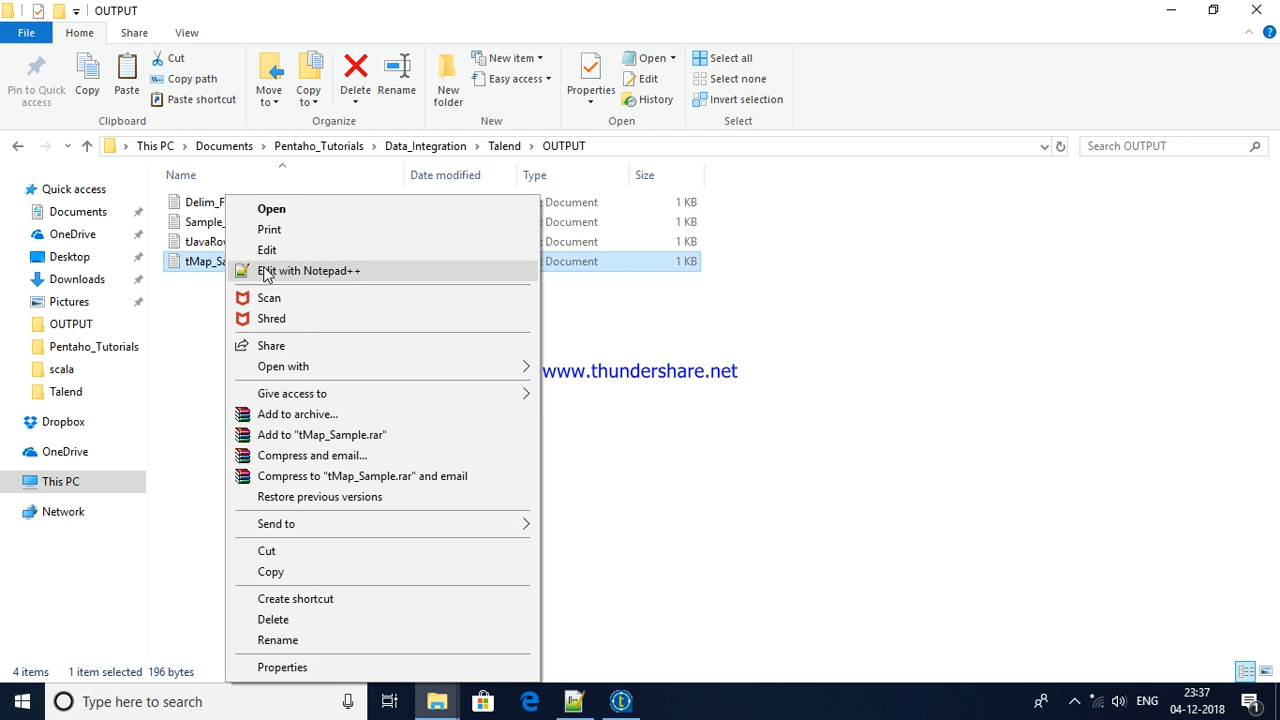 OUTPUT
File Home Share View
Pin to Quick access
Copy
Paste
Cut
Copy path
Paste shortcut
Clipboard
Move to
Copy to
Delete
Rename
Organize
New folder
New item
Easy access
New
Properties
Open
Edit
History
Open
Select all
Select none
Invert selection
Select
This PC Documents Pentaho_Tutorials Data_Integration Talend OUTPUT
Search OUTPUT
Name Date modified Type Size
Quick access
Documents
OneDrive
Desktop
Downloads
Pictures
OUTPUT
Pentaho_Tutorials
scala
Talend
Dropbox
OneDrive
This PC
Network
Delim_F Document 1 KB
Sample_ Document 1 KB
tJavaRo Document 1 KB
tMap_Sa Document 1 KB
Open
Print
Edit
Edit with Notepad++
Scan
Shred
Share
Open with
Give access to
Add to archive...
Add to "tMap_Sample.rar"
Compress and email...
Compress to "tMap_Sample.rar" and email
Restore previous versions
Send to
Cut
Copy
Create shortcut
Delete
Rename
Properties
www.thundershare.net
4 items 1 item selected 196 bytes
Type here to search
ENG
23:37
04-12-2018
1